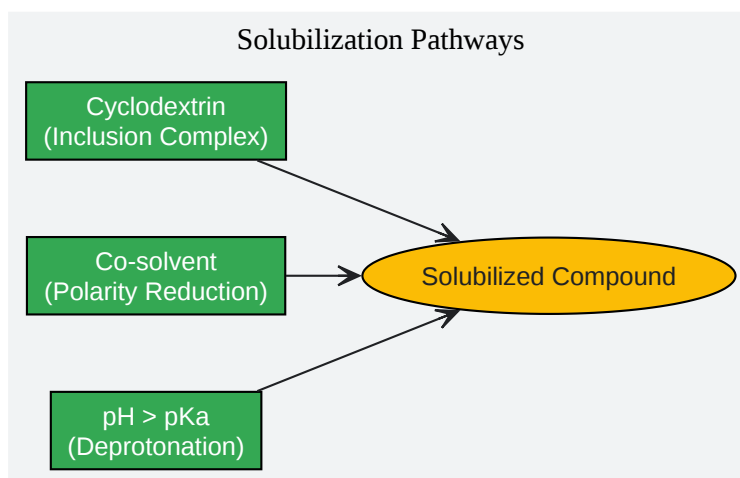 Solubilization Pathways
Cyclodextrin
(Inclusion Complex)
Co-solvent
(Polarity Reduction)
Solubilized Compound
pH > pKa
(Deprotonation)